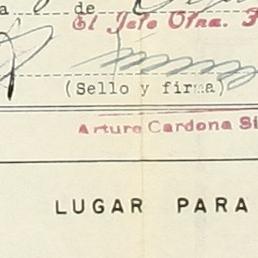 a de
El Jefe Ofna.
(Sello y firma)
Arturo Cardona
LUGAR PARA